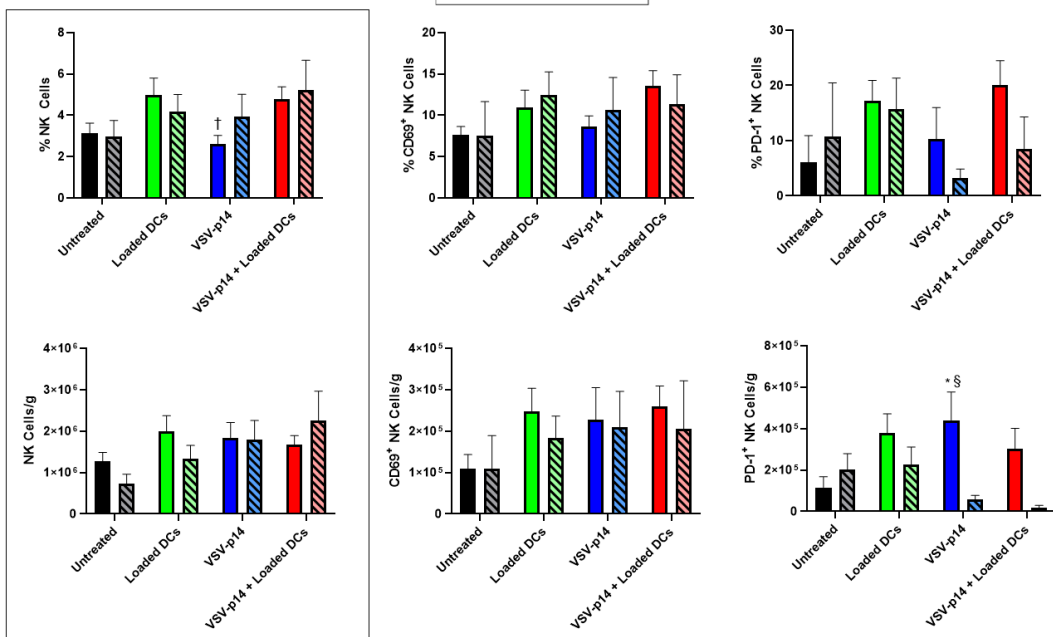 % NK Cells
8
6
4
2
0
†
Untreated
Loaded DCs
VSV-p14
VSV-p14 + Loaded DCs
% CD69⁺ NK Cells
20
15
10
5
0
Untreated
Loaded DCs
VSV-p14
VSV-p14 + Loaded DCs
% PD-1⁺ NK Cells
30
20
10
0
Untreated
Loaded DCs
VSV-p14
VSV-p14 + Loaded DCs
NK Cells/g
4×10⁶
3×10⁶
2×10⁶
1×10⁶
0
Untreated
Loaded DCs
VSV-p14
VSV-p14 + Loaded DCs
CD69⁺ NK Cells/g
4×10⁵
3×10⁵
2×10⁵
1×10⁵
0
Untreated
Loaded DCs
VSV-p14
VSV-p14 + Loaded DCs
PD-1⁺ NK Cells/g
8×10⁵
6×10⁵
4×10⁵
2×10⁵
0
* §
Untreated
Loaded DCs
VSV-p14
VSV-p14 + Loaded DCs